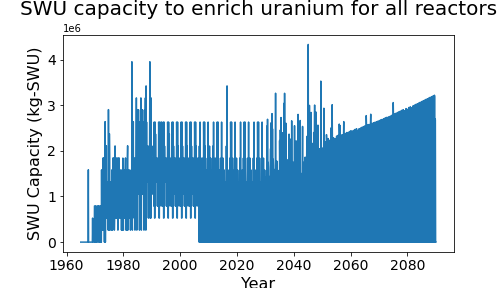 SWU capacity to enrich uranium for all reactors
1e6
4
3
2
1
0
SWU Capacity (kg-SWU)
1960 1980 2000 2020 2040 2060 2080
Year